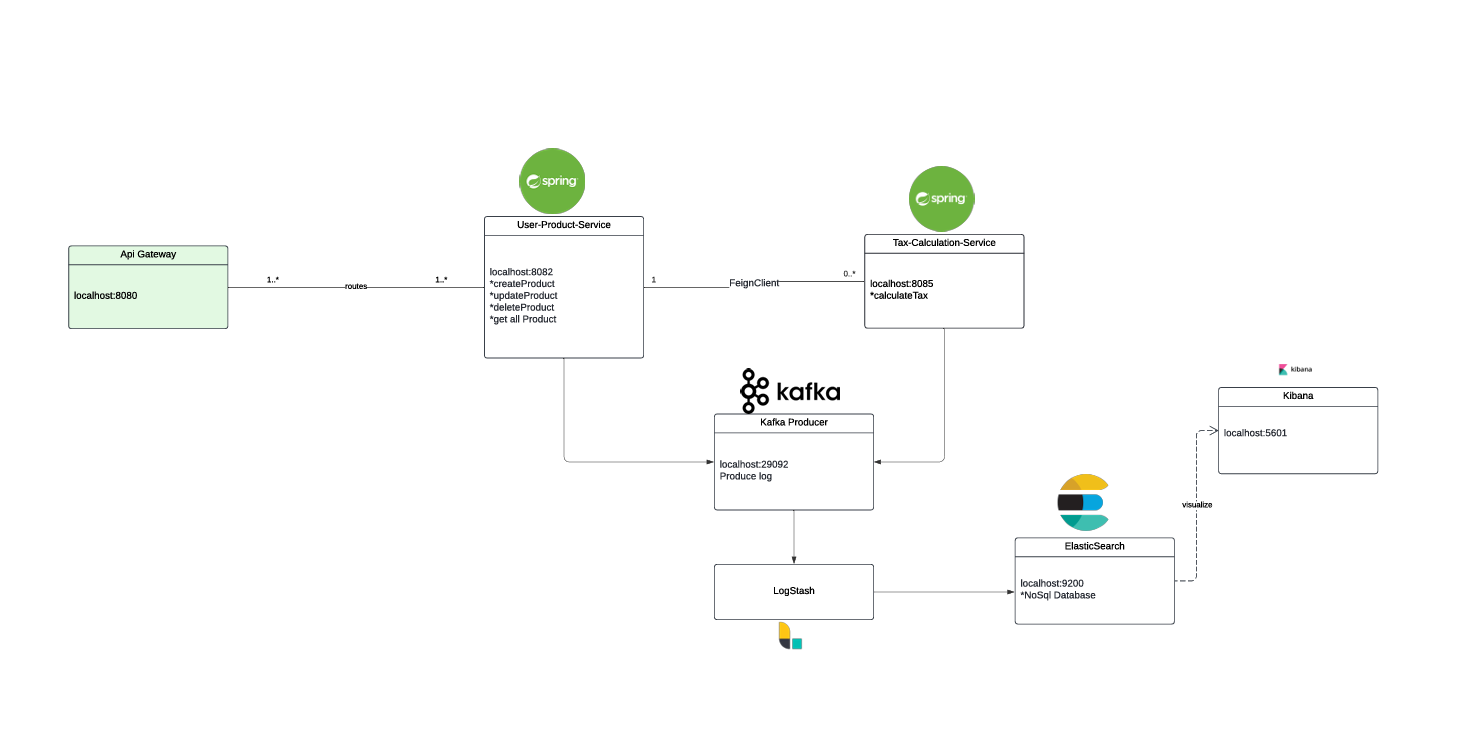 spring
User-Product-Service
localhost:8082
*createProduct
*updateProduct
*deleteProduct
*get all Product
spring
Tax-Calculation-Service
localhost:8085
*calculateTax
Api Gateway
localhost:8080
1..*
routes
1..*
1
FeignClient
0..*
kafka
Kafka Producer
localhost:29092
Produce log
LogStash
ElasticSearch
localhost:9200
*NoSql Database
visualize
kibana
Kibana
localhost:5601